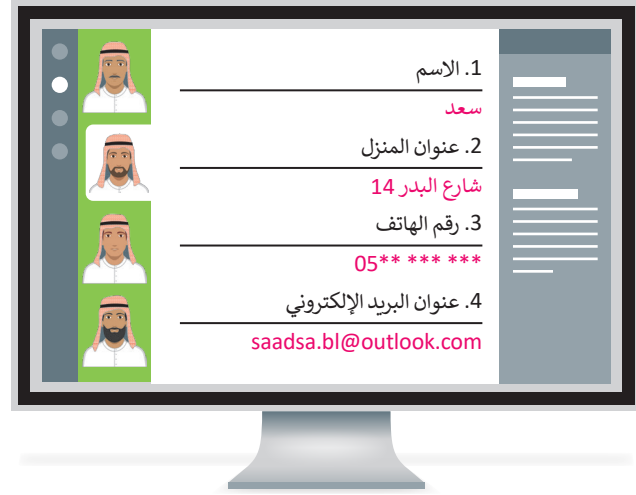 1. الاسم
سعد
2. عنوان المنزل
شارع البدر 14
3. رقم الهاتف
05** *** ***
4. عنوان البريد الإلكتروني
saadsa.bl@outlook.com